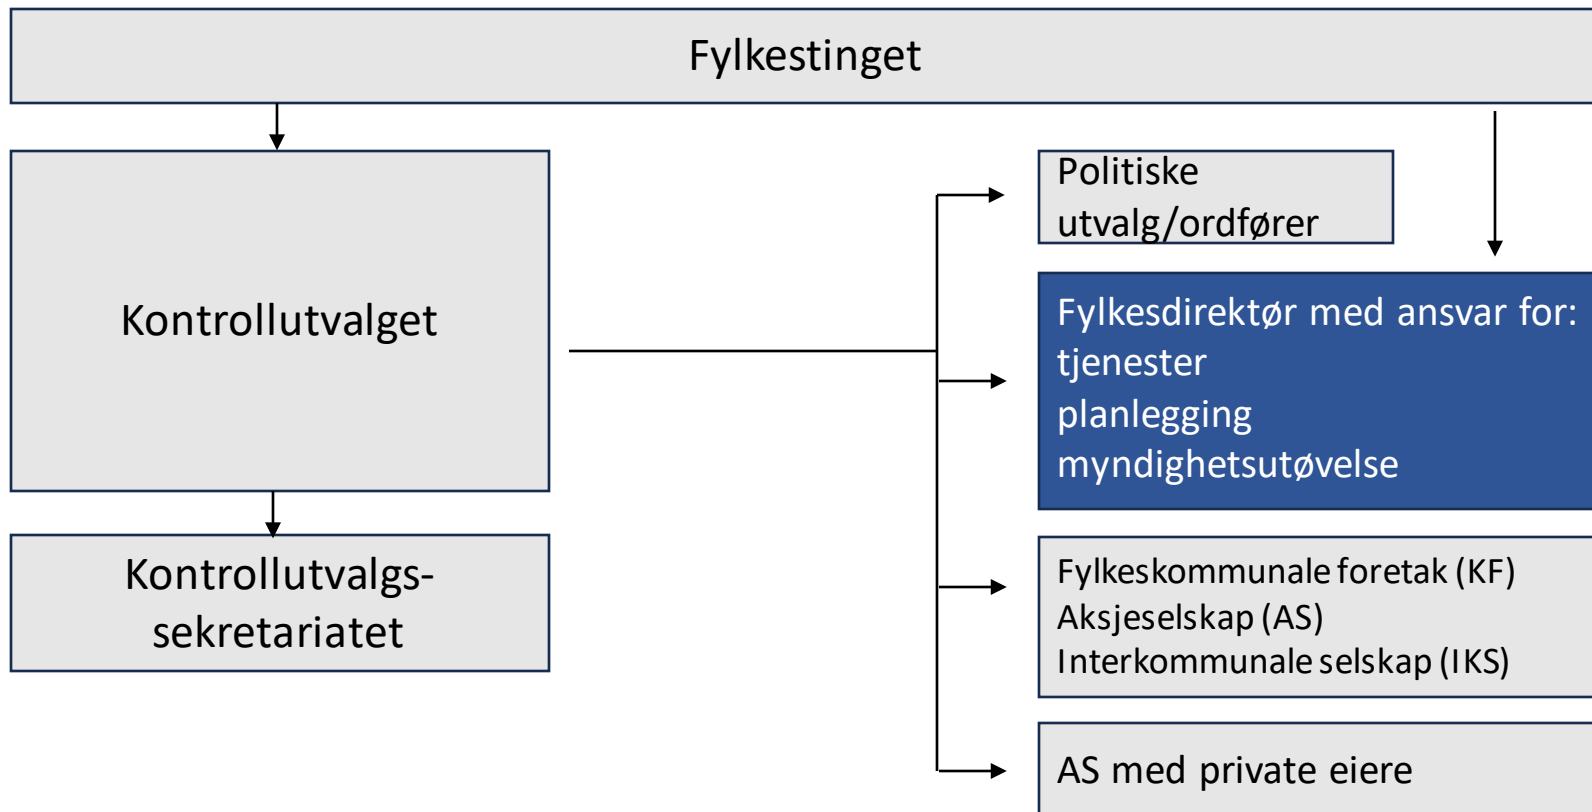 Fylkestinget
Kontrollutvalget
Kontrollutvalgs-
sekretariatet
Politiske
utvalg/ordfører
Fylkesdirektør med ansvar for:
tjenester
planlegging
myndighetsutøvelse
Fylkeskommunale foretak (KF)
Aksjeselskap (AS)
Interkommunale selskap (IKS)
AS med private eiere